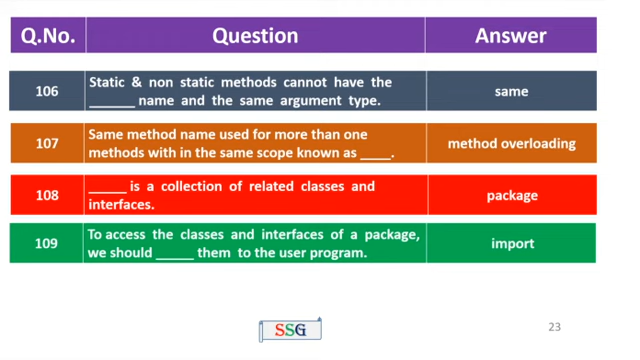 Q.No. Question Answer
106 Static & non static methods cannot have the ______ name and the same argument type. same
107 Same method name used for more than one methods with in the same scope known as ____. method overloading
108 _____ is a collection of related classes and interfaces. package
109 To access the classes and interfaces of a package, we should _____ them to the user program. import
SSG
23